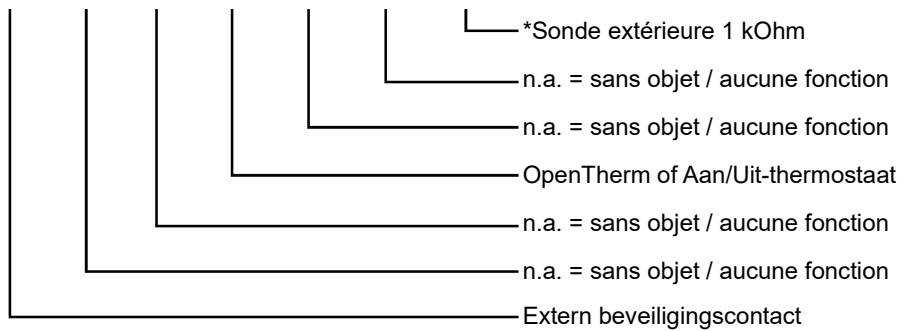 *Sonde extérieure 1 kOhm
n.a. = sans objet / aucune fonction
n.a. = sans objet / aucune fonction
OpenTherm of Aan/Uit-thermostaat
n.a. = sans objet / aucune fonction
n.a. = sans objet / aucune fonction
Extern beveiligingscontact